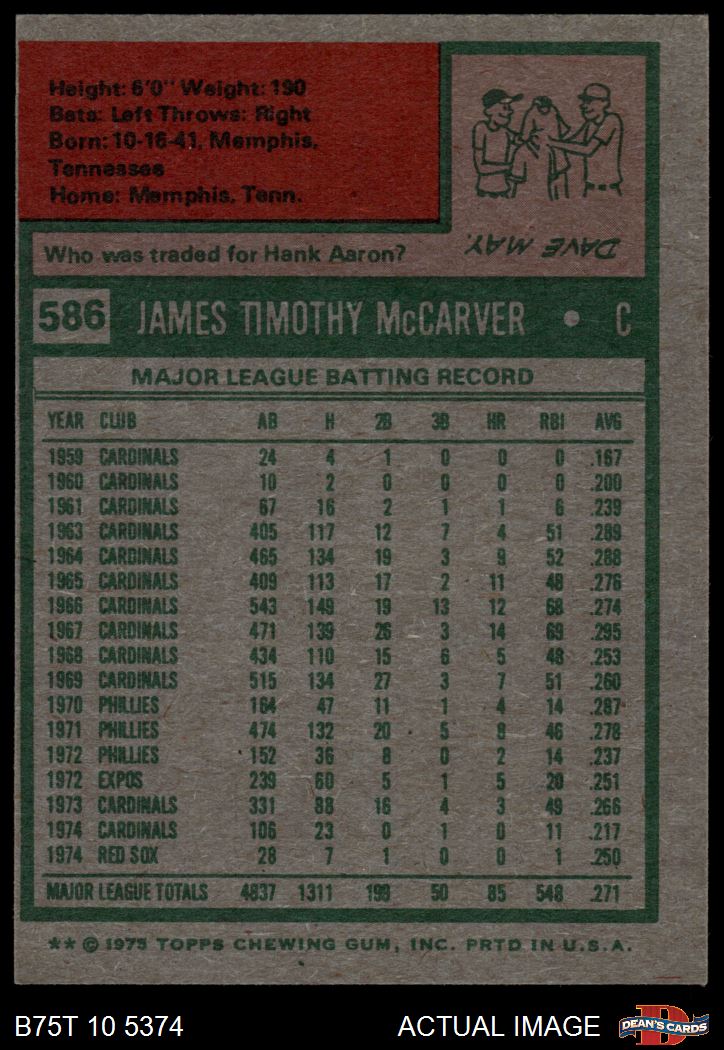 Height: 6'0" Weight: 190
Bats: Left Throws: Right
Born: 10-16-41, Memphis,
Tennessee
Home: Memphis, Tenn.
Who was traded for Hank Aaron?
DAVE MAY.
586 JAMES TIMOTHY McCARVER • C
MAJOR LEAGUE BATTING RECORD
YEAR CLUB AB H 2B 3B HR RBI AVG
1959 CARDINALS 24 4 1 0 0 0 .167
1960 CARDINALS 10 2 0 0 0 0 .200
1961 CARDINALS 67 16 2 1 1 6 .239
1963 CARDINALS 405 117 12 7 4 51 .289
1964 CARDINALS 465 134 19 3 9 52 .288
1965 CARDINALS 409 113 17 2 11 48 .276
1966 CARDINALS 543 149 19 13 12 68 .274
1967 CARDINALS 471 139 26 3 14 69 .295
1968 CARDINALS 434 110 15 6 5 48 .253
1969 CARDINALS 515 134 27 3 7 51 .260
1970 PHILLIES 164 47 11 1 4 14 .287
1971 PHILLIES 474 132 20 5 8 46 .278
1972 PHILLIES 152 36 8 0 2 14 .237
1972 EXPOS 239 60 5 1 5 20 .251
1973 CARDINALS 331 88 16 4 3 49 .266
1974 CARDINALS 106 23 0 1 0 11 .217
1974 RED SOX 28 7 1 0 0 1 .250
MAJOR LEAGUE TOTALS 4837 1311 199 50 85 548 .271
** © 1975 TOPPS CHEWING GUM, INC. PRTD IN U.S.A.
B75T 10 5374 ACTUAL IMAGE
D
DEAN'S CARDS